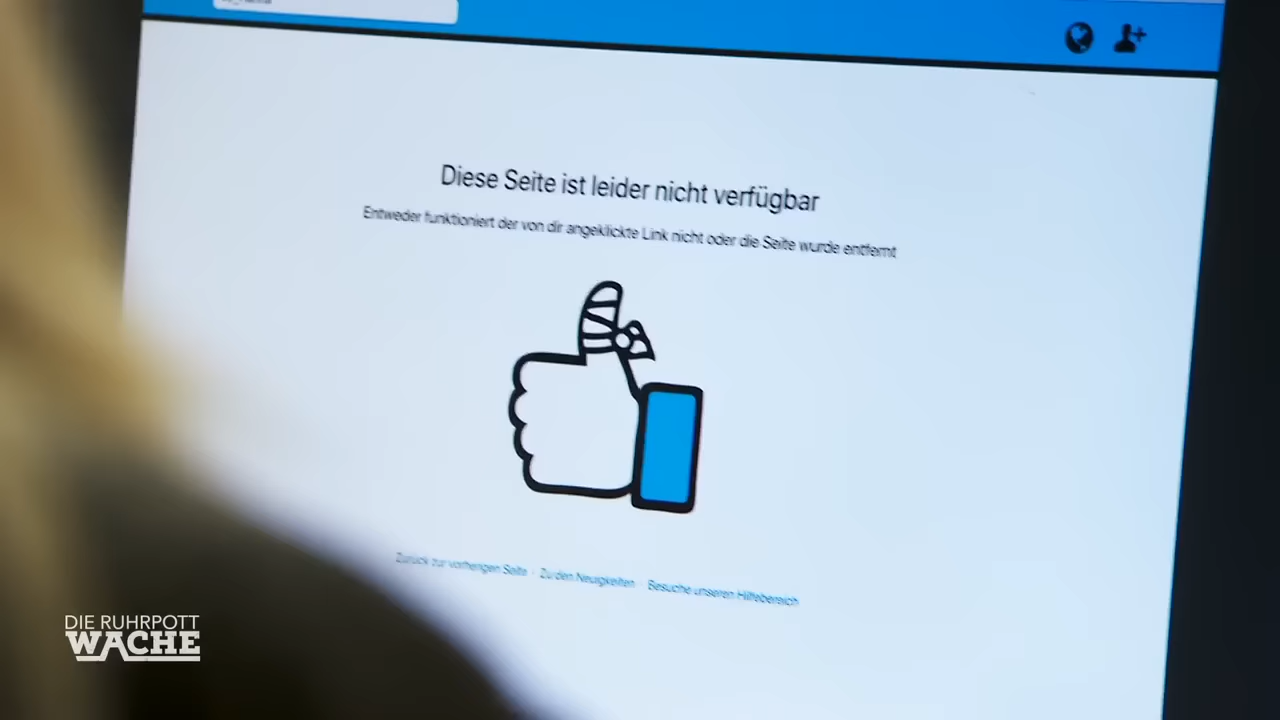 Diese Seite ist leider nicht verfügbar
Entweder funktioniert der von dir angeklickte Link nicht oder die Seite wurde entfernt
Zurück zur vorherigen Seite · Zu den Neuigkeiten · Besuche unseren Hilfebereich
DIE RUHRPOTT
WACHE